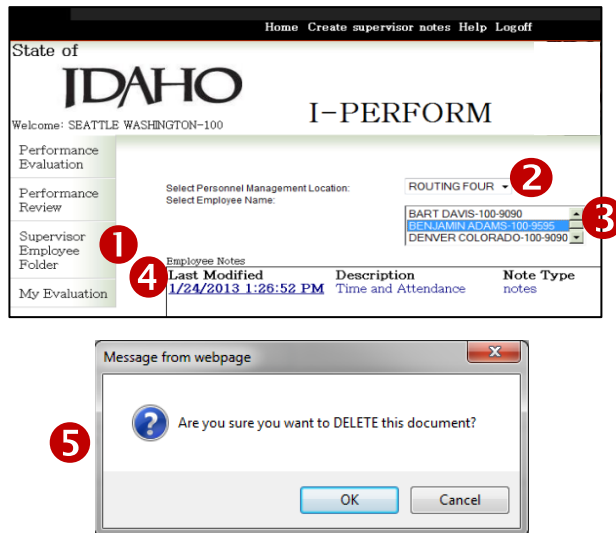 Home Create supervisor notes Help Logoff
State of
IDAHO
I-PERFORM
Welcome: SEATTLE WASHINGTON-100
Performance
Evaluation
Performance
Review
Supervisor
Employee
Folder
My Evaluation
1
Select Personnel Management Location:
ROUTING FOUR
2
Select Employee Name:
BART DAVIS-100-9090
BENJAMIN ADAMS-100-9595
DENVER COLORADO-100-9090
3
Employee Notes
4
Last Modified Description Note Type
1/24/2013 1:26:52 PM Time and Attendance notes
Message from webpage
x
5
? Are you sure you want to DELETE this document?
OK Cancel